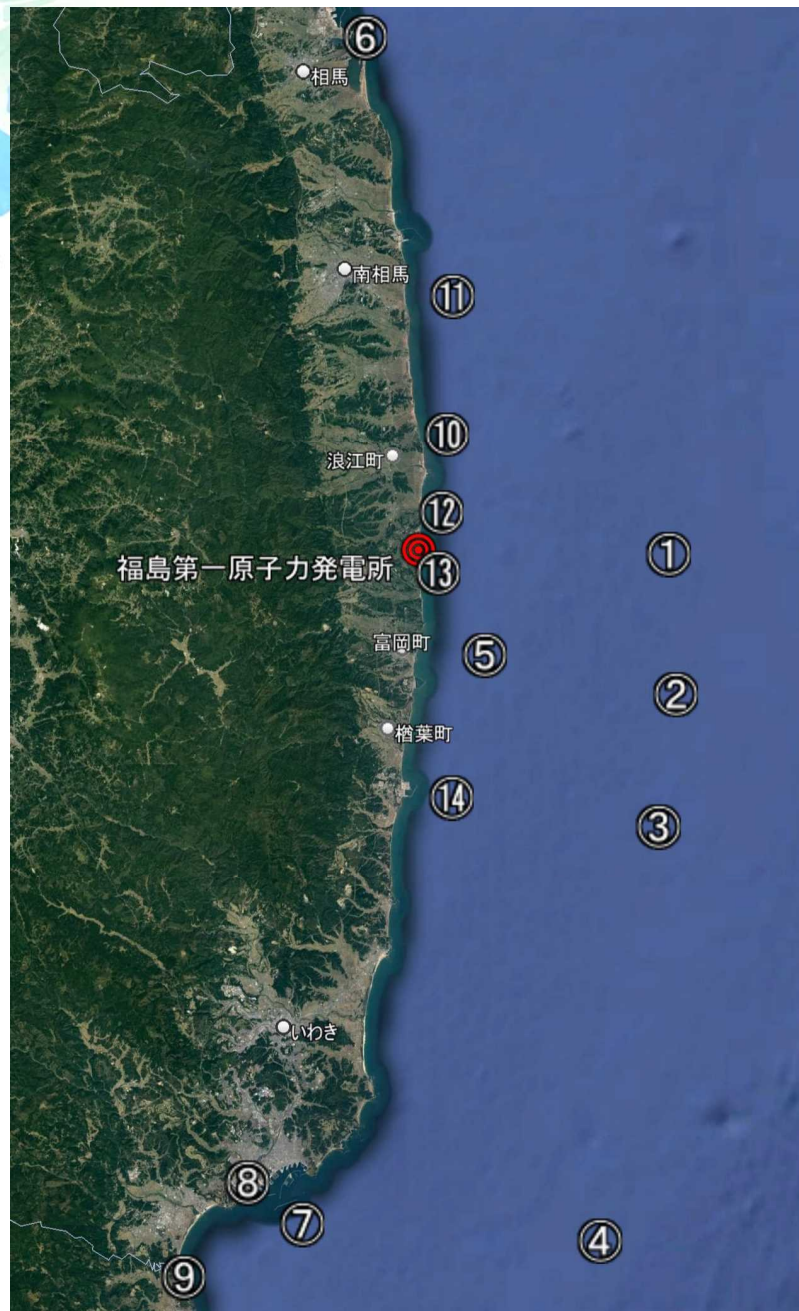 ⑥
相馬
南相馬
⑪
⑩
浪江町
⑫
①
福島第一原子力発電所
⑬
富岡町
⑤
②
楢葉町
⑭
③
いわき
⑧
⑦
④
⑨